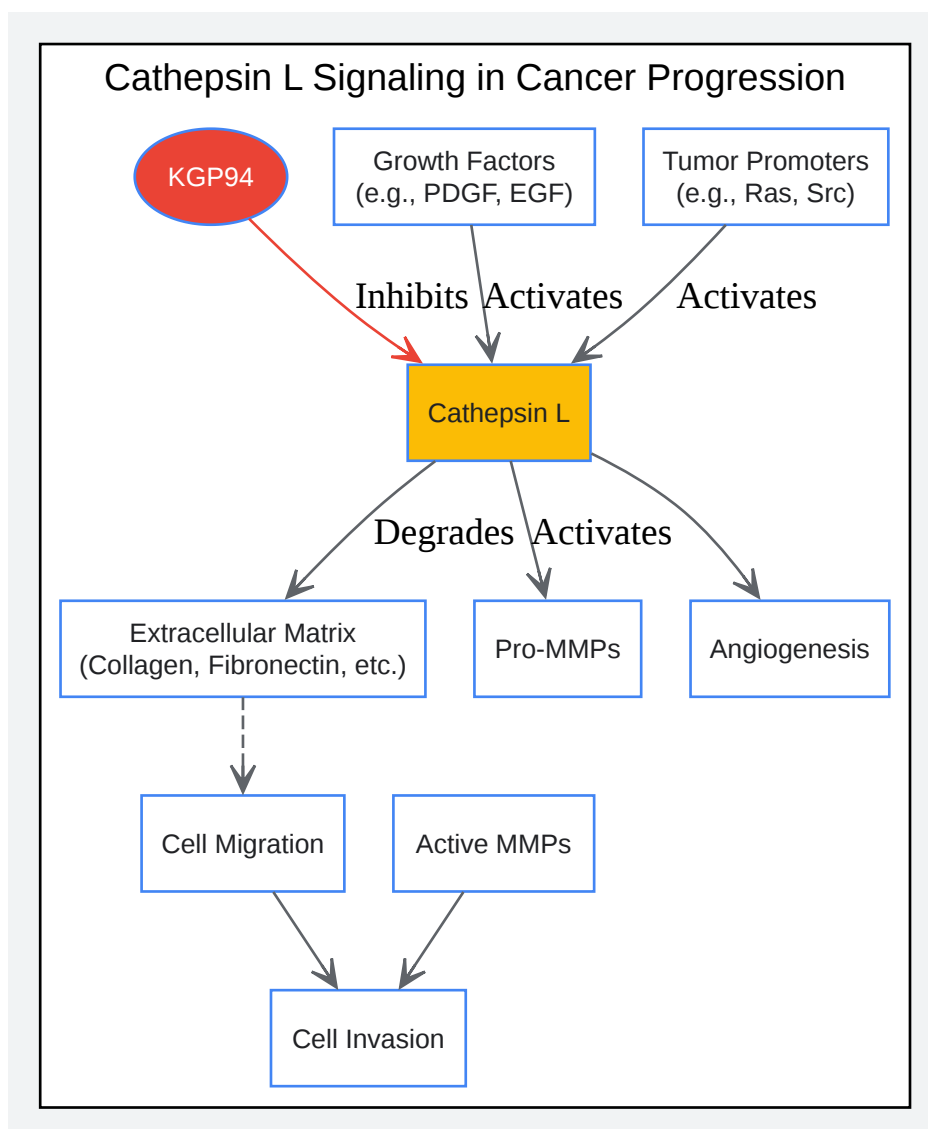 Cathepsin L Signaling in Cancer Progression
KGP94
Growth Factors
(e.g., PDGF, EGF)
Tumor Promoters
(e.g., Ras, Src)
Inhibits
Activates
Activates
Cathepsin L
Degrades
Activates
Extracellular Matrix
(Collagen, Fibronectin, etc.)
Pro-MMPs
Angiogenesis
Cell Migration
Active MMPs
Cell Invasion